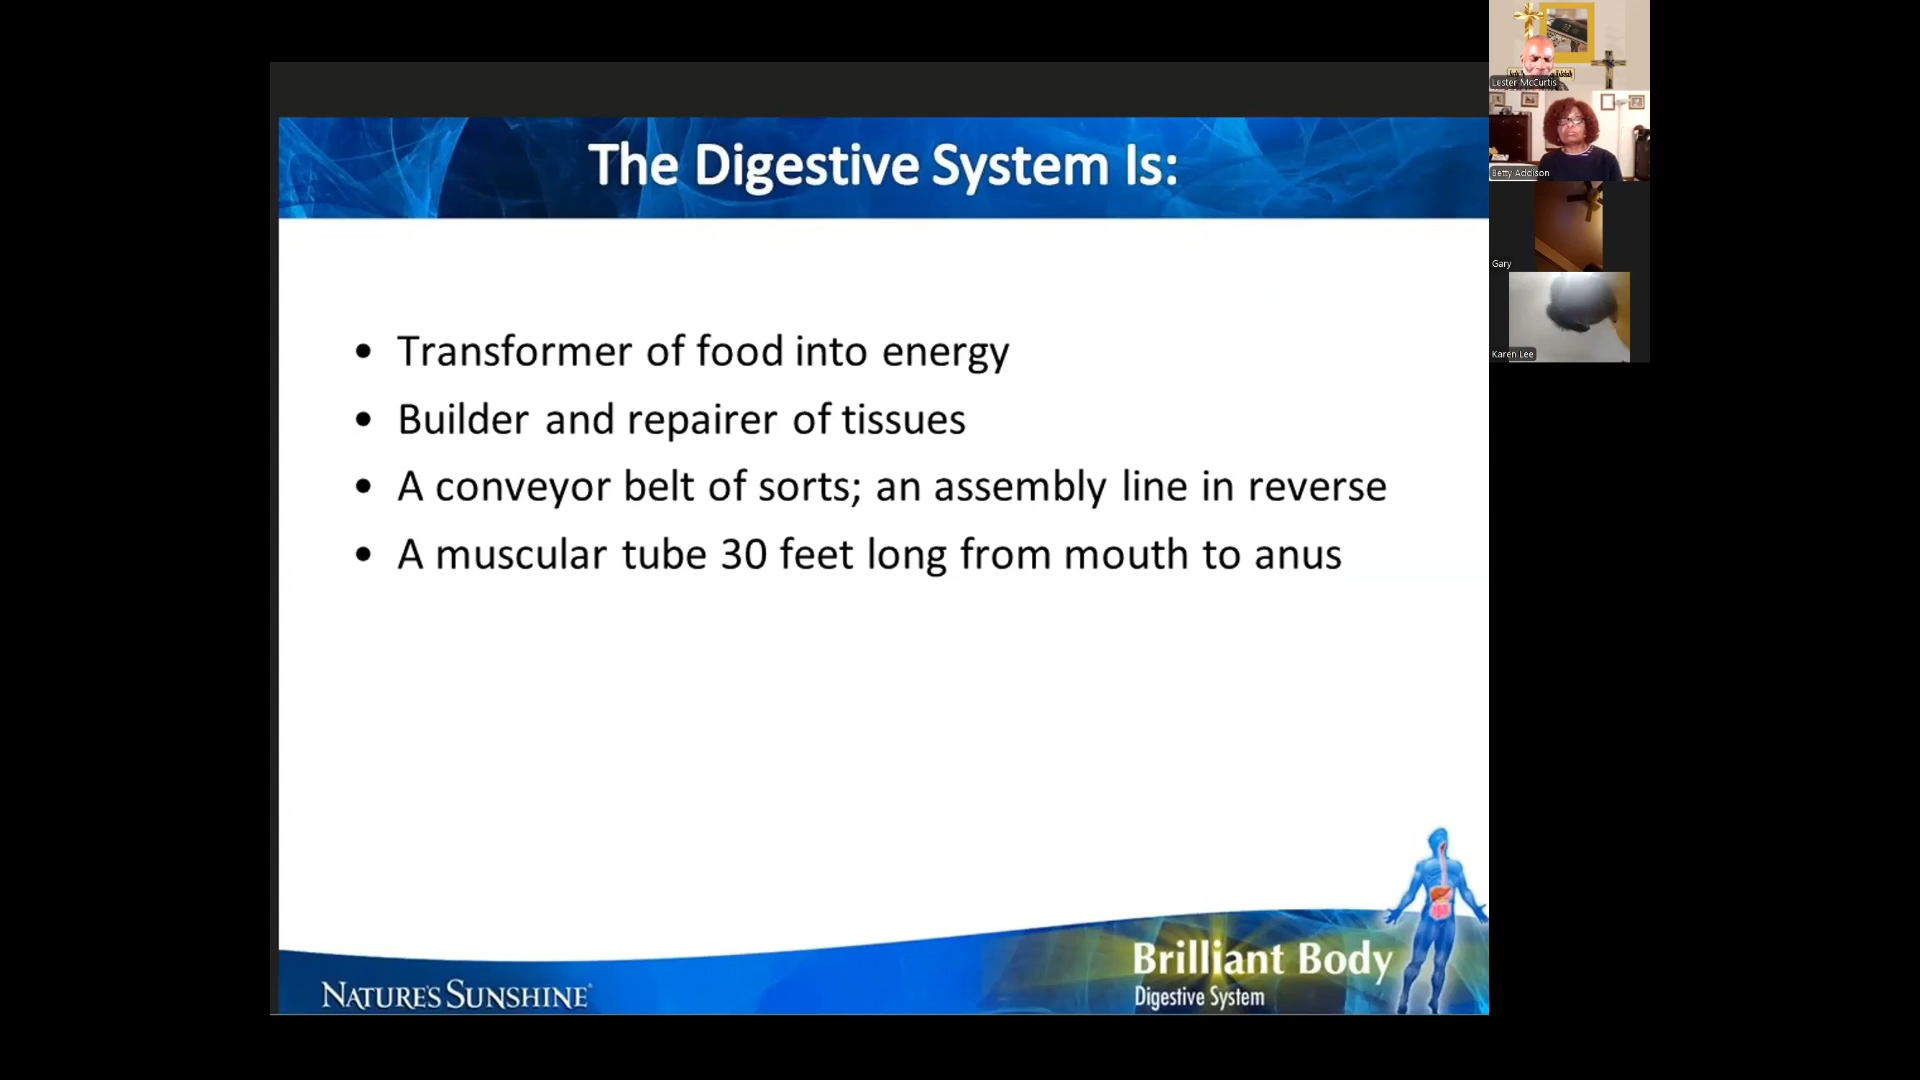 The Digestive System Is:
• Transformer of food into energy
• Builder and repairer of tissues
• A conveyor belt of sorts; an assembly line in reverse
• A muscular tube 30 feet long from mouth to anus
NATURE'S SUNSHINE
Brilliant Body
Digestive System
Lester McCurtis
Betty Addison
Gary
Karen Lee